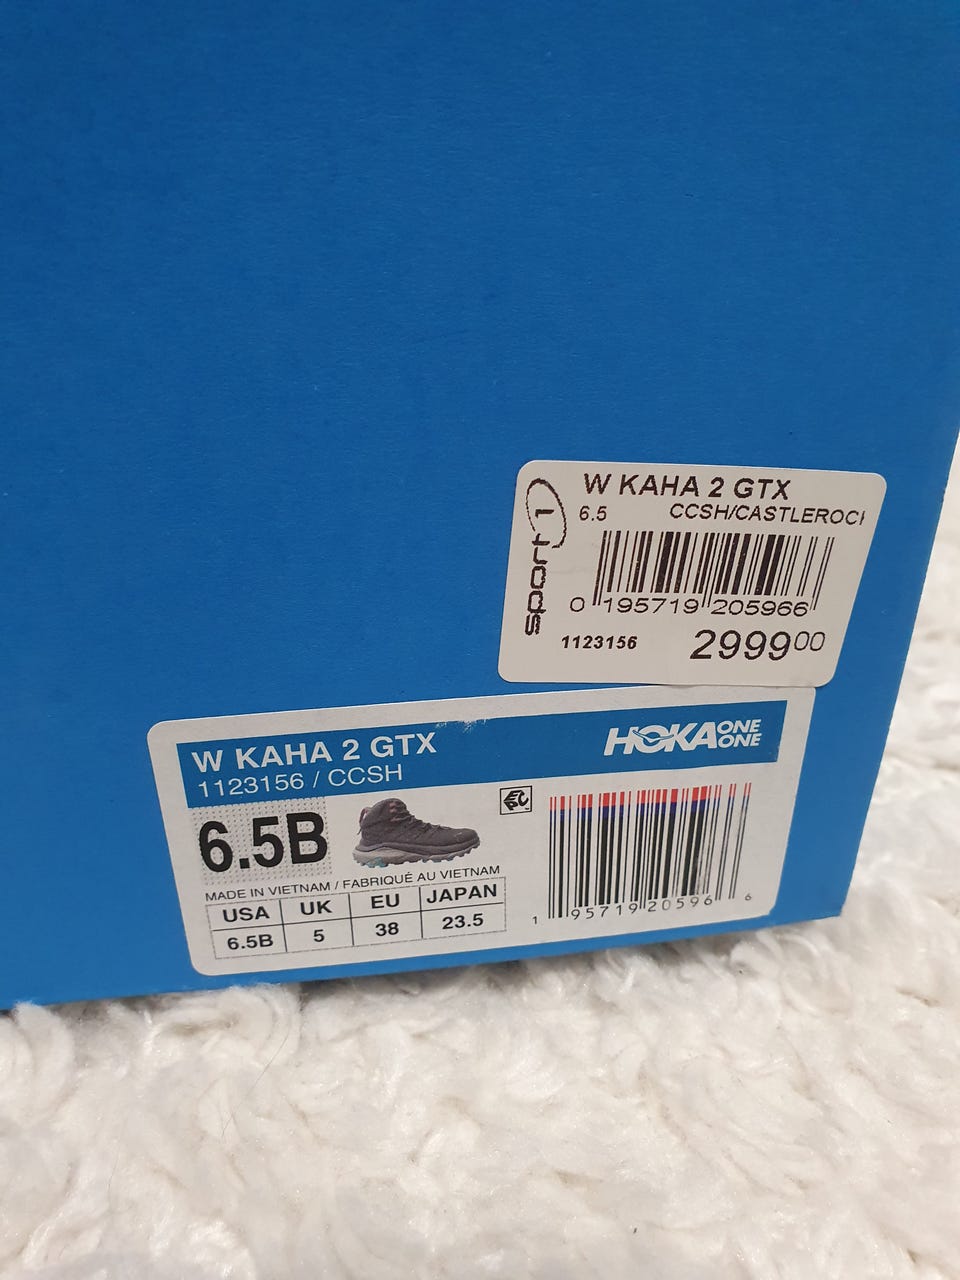 W KAHA 2 GTX
6.5 CCSH/CASTLEROCK
sport 1
0 195719 205966
1123156 2999 00
W KAHA 2 GTX
1123156 / CCSH
HOKA ONE ONE
6.5B
MADE IN VIETNAM / FABRIQUÉ AU VIETNAM
USA UK EU JAPAN
6.5B 5 38 23.5
1 95719 20596 6